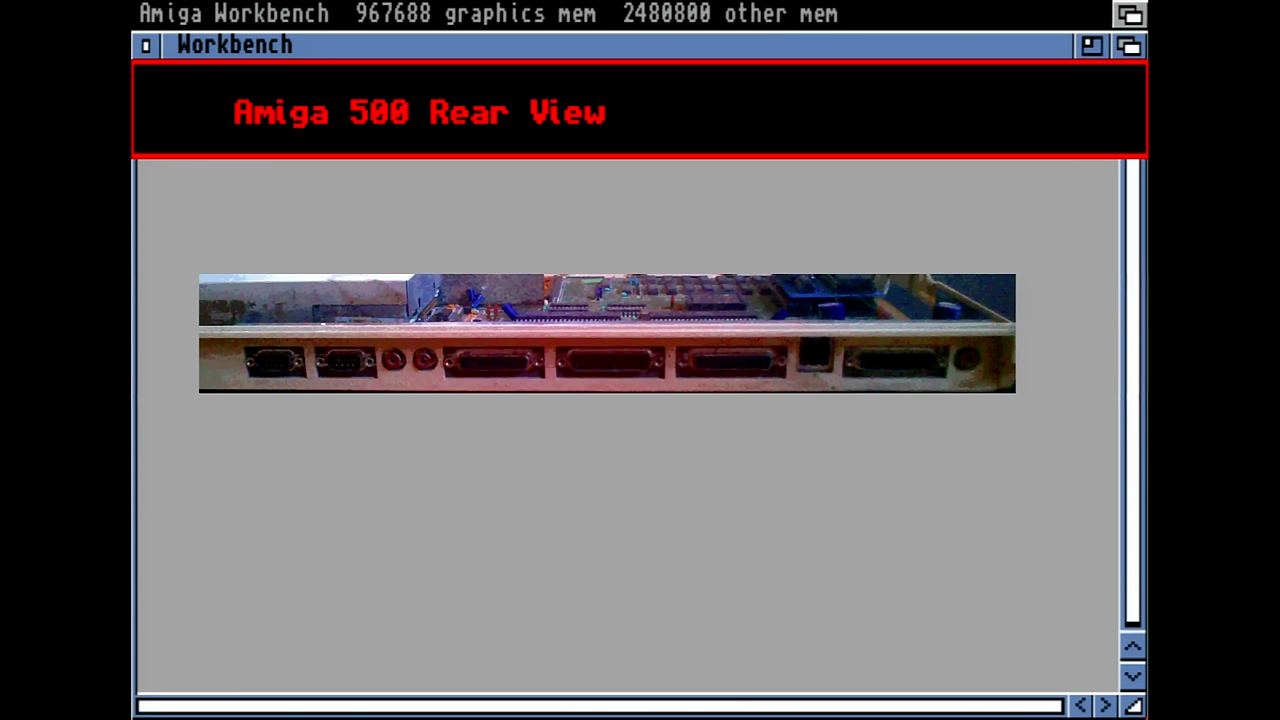 Amiga Workbench 967688 graphics mem 2480800 other mem
Workbench
Amiga 500 Rear View